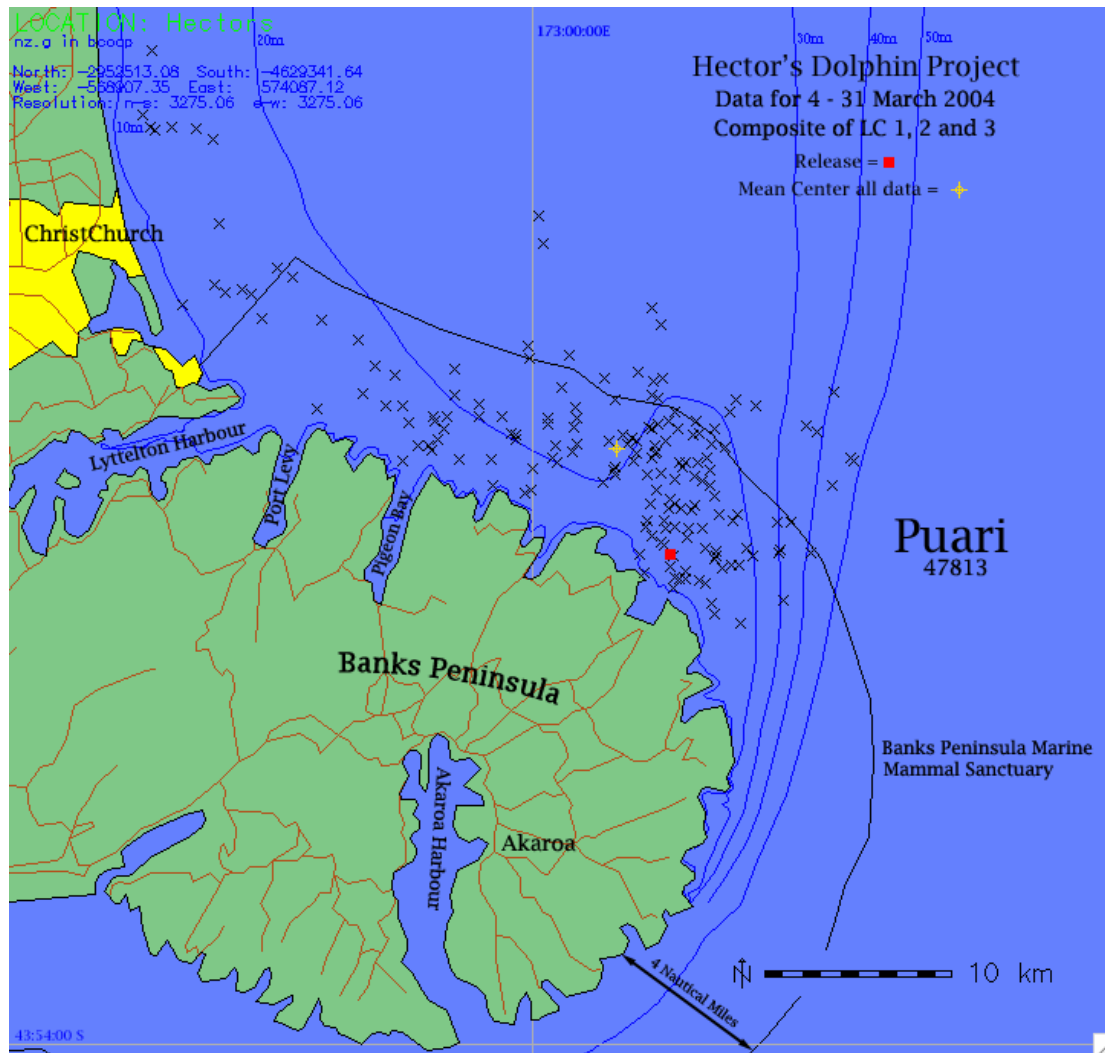 LOCATION: Hectors
nz.g in bcocp
North: -2952513.08 South: -4629341.64
West: -568907.35 East: 574087.12
Resolution: n-s: 3275.06 e-w: 3275.06
20m
173:00:00E
30m
40m
50m
Hector's Dolphin Project
Data for 4 - 31 March 2004
Composite of LC 1, 2 and 3
Release =
Mean Center all data =
10m
ChristChurch
Lyttelton Harbour
Port Levy
Pigeon Bay
Puari
47813
Banks Peninsula
Banks Peninsula Marine
Mammal Sanctuary
Akaroa Harbour
Akaroa
4 Nautical Miles
N
10 km
43:54:00 S